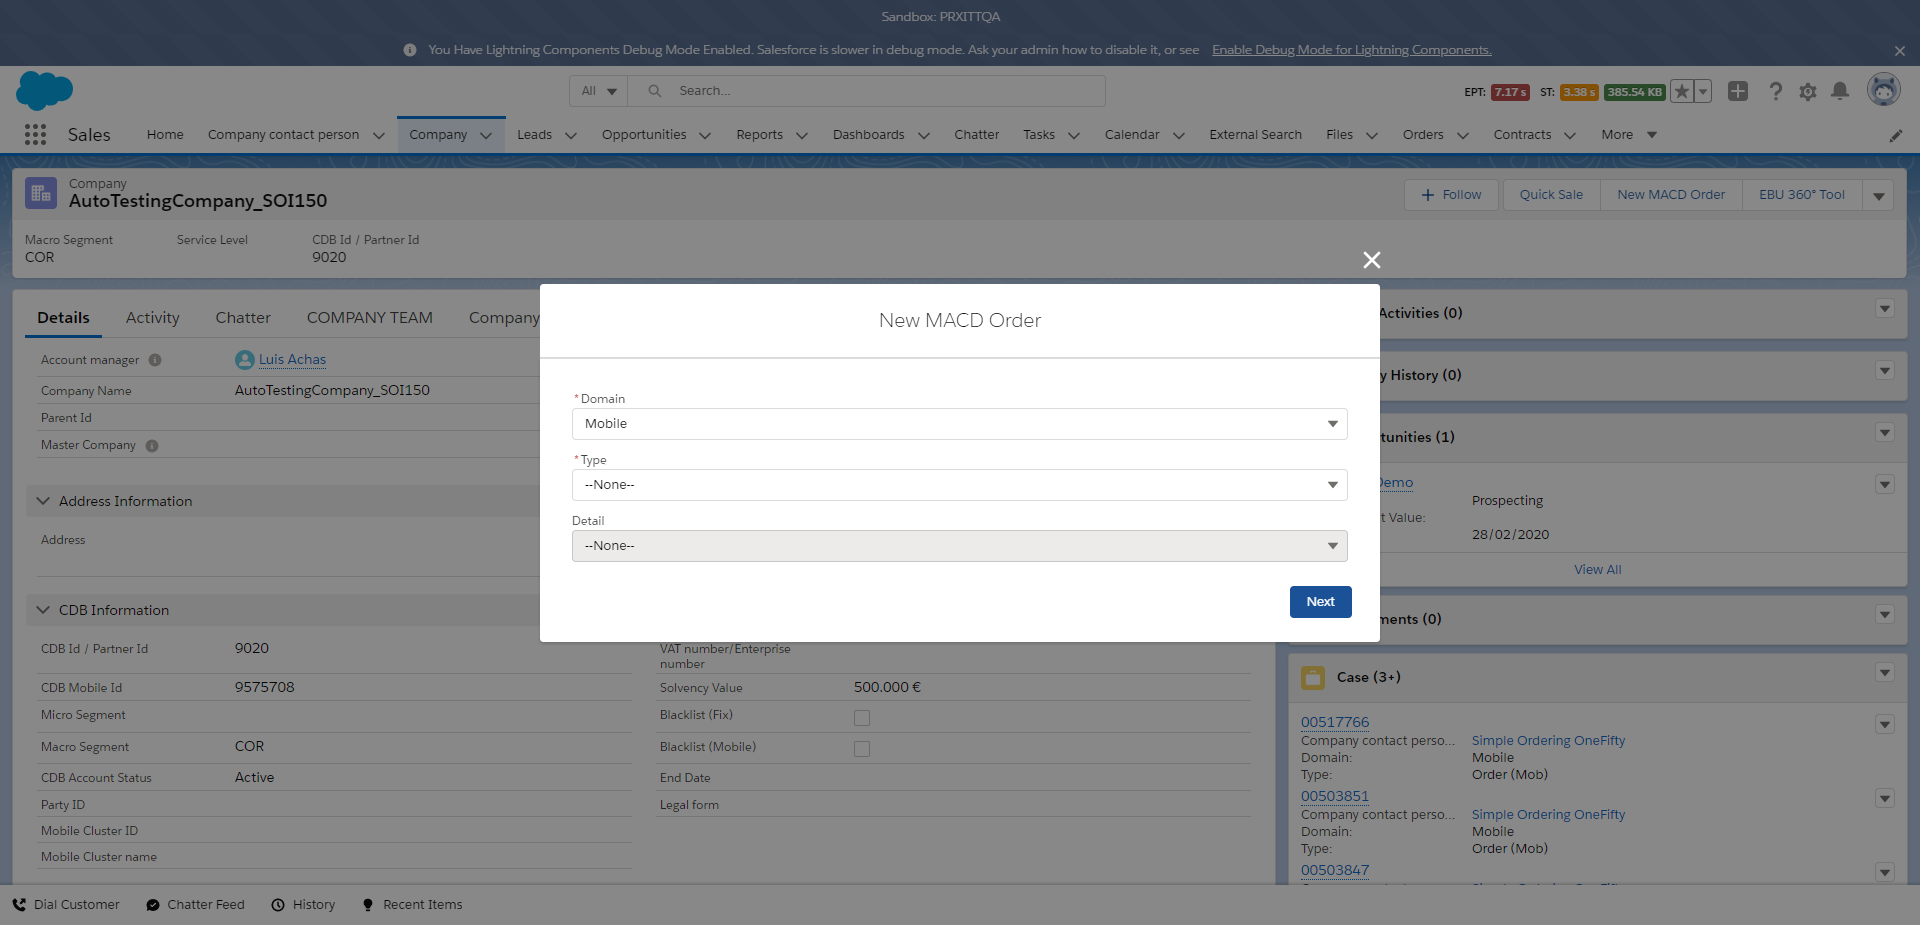 Sandbox: PRXITTQA
You Have Lightning Components Debug Mode Enabled. Salesforce is slower in debug mode. Ask your admin how to disable it, or see Enable Debug Mode for Lightning Components.
All Search...
EPT: 7.17 s ST: 3.38 s 385.54 KB
Sales Home Company contact person Company Leads Opportunities Reports Dashboards Chatter Tasks Calendar External Search Files Orders Contracts More
Company
AutoTestingCompany_SOI150
Follow Quick Sale New MACD Order EBU 360° Tool
Macro Segment Service Level CDB Id / Partner Id
COR 9020
New MACD Order
*Domain
Mobile
*Type
--None--
Detail
--None--
Next
Details Activity Chatter COMPANY TEAM Company
Account manager Luis Achas
Company Name AutoTestingCompany_SOI150
Parent Id
Master Company
Address Information
Address
CDB Information
CDB Id / Partner Id 9020
CDB Mobile Id 9575708
Micro Segment
Macro Segment COR
CDB Account Status Active
Party ID
Mobile Cluster ID
Mobile Cluster name
VAT number/Enterprise
number
Solvency Value 500.000 €
Blacklist (Fix)
Blacklist (Mobile)
End Date
Legal form
Activities (0)
y History (0)
tunities (1)
Demo
Prospecting
t Value:
28/02/2020
View All
ments (0)
Case (3+)
00517766
Company contact perso... Simple Ordering OneFifty
Domain: Mobile
Type: Order (Mob)
00503851
Company contact perso... Simple Ordering OneFifty
Domain: Mobile
Type: Order (Mob)
00503847
Dial Customer Chatter Feed History Recent Items